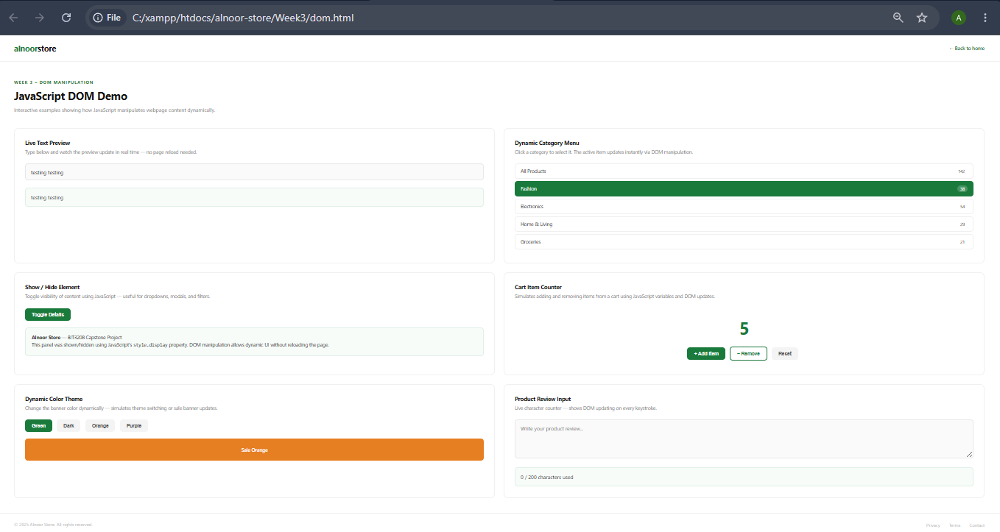 File C:/xampp/htdocs/alnoor-store/Week3/dom.html A
alnoorstore
← Back to home
WEEK 3 – DOM MANIPULATION
JavaScript DOM Demo
Interactive examples showing how JavaScript manipulates webpage content dynamically.
Live Text Preview
Type below and watch the preview update in real time — no page reload needed.
testing testing
testing testing
Dynamic Category Menu
Click a category to select it. The active item updates instantly via DOM manipulation.
All Products 142
Fashion 38
Electronics 54
Home & Living 29
Groceries 21
Show / Hide Element
Toggle visibility of content using JavaScript — useful for dropdowns, modals, and filters.
Toggle Details
Alnoor Store — BIT3208 Capstone Project
This panel was shown/hidden using JavaScript's style.display property. DOM manipulation allows dynamic UI without reloading the page.
Cart Item Counter
Simulates adding and removing items from a cart using JavaScript variables and DOM updates.
5
+ Add Item − Remove Reset
Dynamic Color Theme
Change the banner color dynamically — simulates theme switching or sale banner updates.
Green Dark Orange Purple
Sale Orange
Product Review Input
Live character counter — shows DOM updating on every keystroke.
Write your product review...
0 / 200 characters used
© 2025 Alnoor Store. All rights reserved.
Privacy Terms Contact